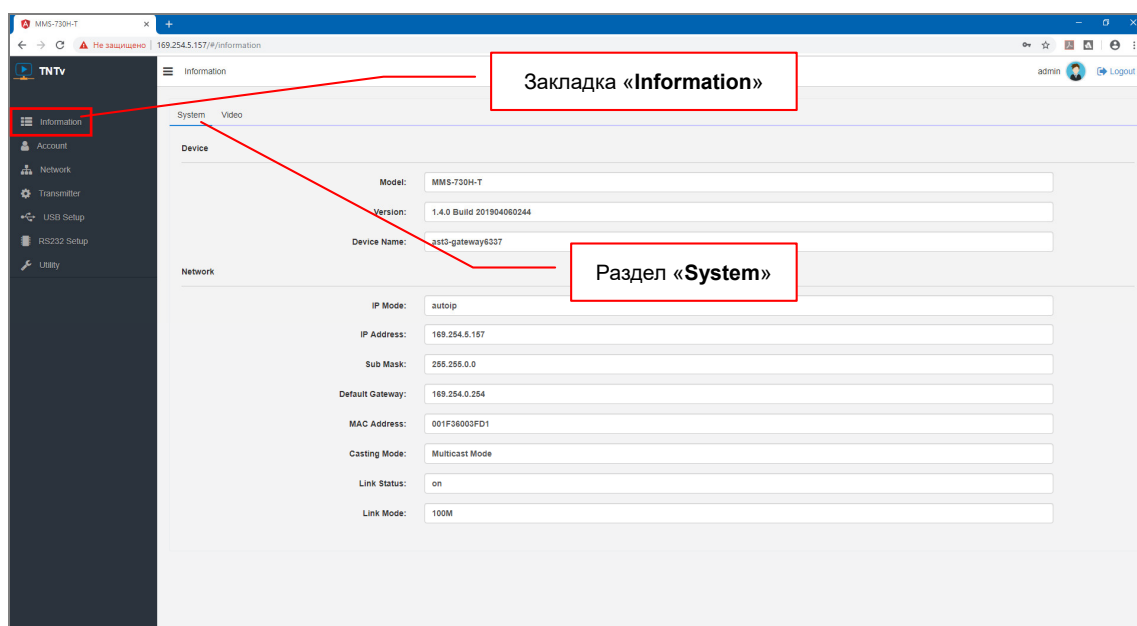 MMS-730H-T
Не защищено | 169.254.5.157/#/information
TNTv
Information
admin
Logout
Закладка «Information»
Information
Account
Network
Transmitter
USB Setup
RS232 Setup
Utility
System Video
Device
Model: MMS-730H-T
Version: 1.4.0 Build 201904060244
Device Name: ast3-gateway6337
Раздел «System»
Network
IP Mode: autoip
IP Address: 169.254.5.157
Sub Mask: 255.255.0.0
Default Gateway: 169.254.0.254
MAC Address: 001F36003FD1
Casting Mode: Multicast Mode
Link Status: on
Link Mode: 100M